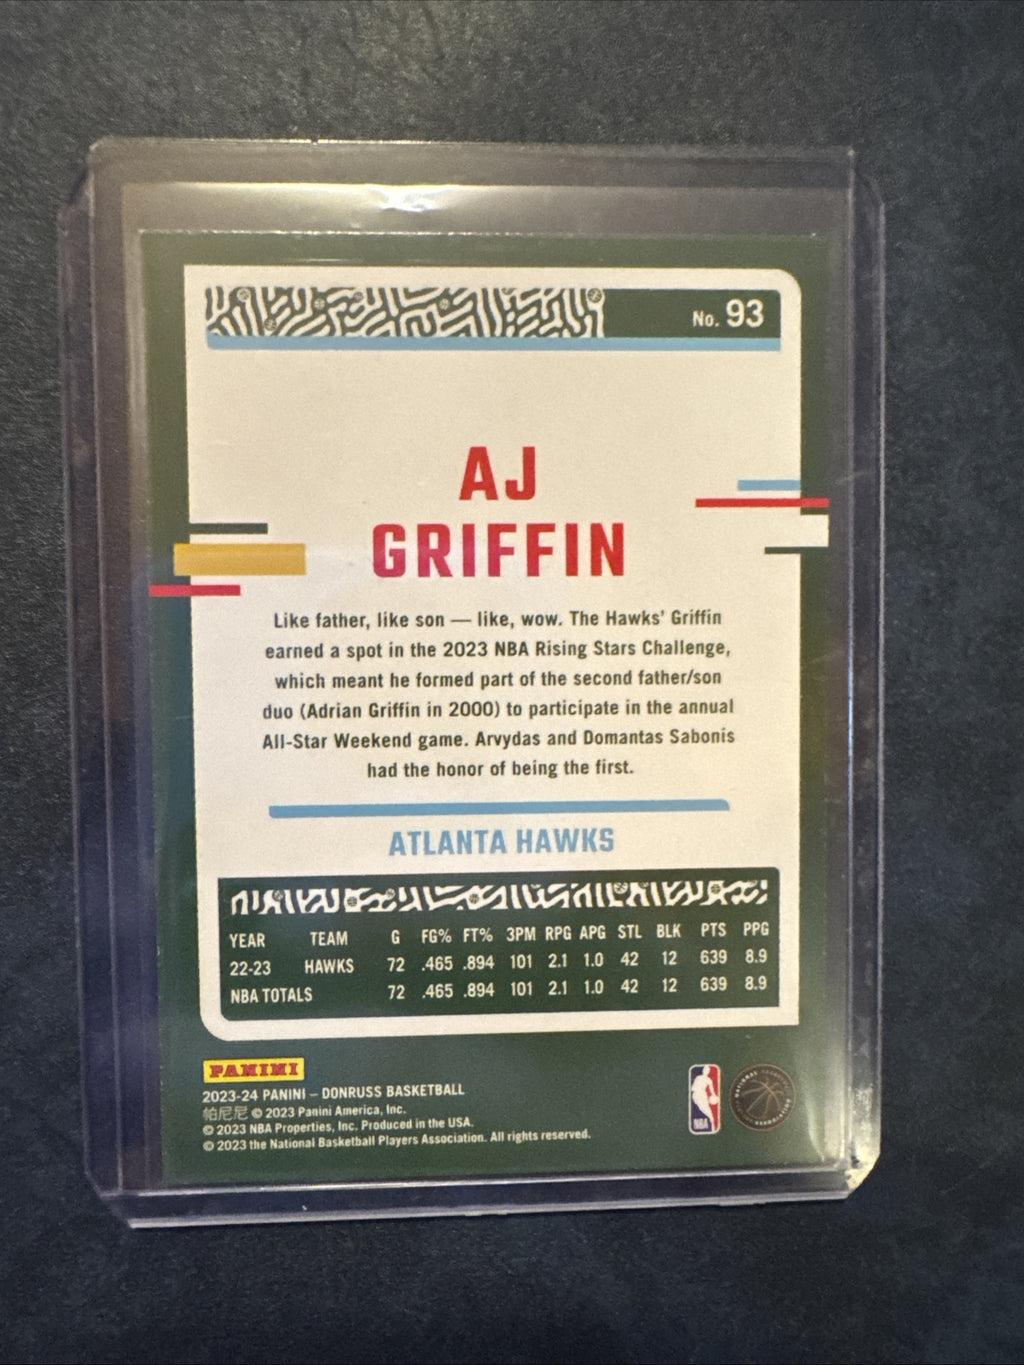 No. 93
AJ
GRIFFIN
Like father, like son — like, wow. The Hawks' Griffin
earned a spot in the 2023 NBA Rising Stars Challenge,
which meant he formed part of the second father/son
duo (Adrian Griffin in 2000) to participate in the annual
All-Star Weekend game. Arvydas and Domantas Sabonis
had the honor of being the first.
ATLANTA HAWKS
YEAR TEAM G FG% FT% 3PM RPG APG STL BLK PTS PPG
22-23 HAWKS 72 .465 .894 101 2.1 1.0 42 12 639 8.9
NBA TOTALS 72 .465 .894 101 2.1 1.0 42 12 639 8.9
PANINI
2023-24 PANINI – DONRUSS BASKETBALL
帕尼尼 © 2023 Panini America, Inc.
© 2023 NBA Properties, Inc. Produced in the USA.
© 2023 the National Basketball Players Association. All rights reserved.
NBA